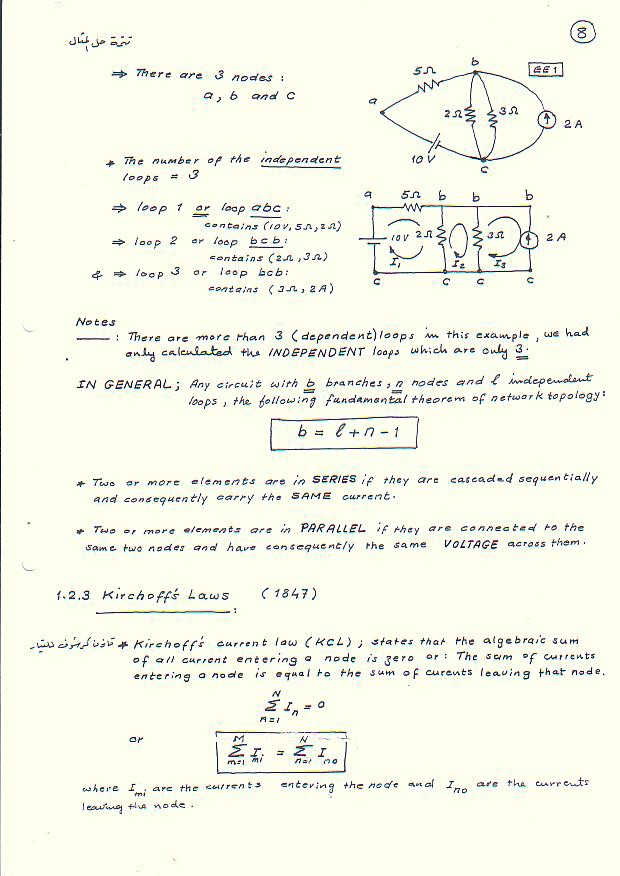 8
تتمة حل المثال
⇒ There are 3 nodes :
a, b and c
EE1
a
5Ω
b
2Ω
3Ω
2 A
10 V
c
* The number of the independent
loops = 3
⇒ loop 1 or loop abc :
contains (10V, 5Ω, 2Ω)
⇒ loop 2 or loop bcb :
contains (2Ω, 3Ω)
& ⇒ loop 3 or loop bcb:
contains (3Ω, 2A)
a 5Ω b b b
10V 2Ω 3Ω 2 A
I1 I2 I3
c c c c
Notes
: There are more than 3 (dependent) loops in this example, we had
only calculated the INDEPENDENT loops which are only 3.
IN GENERAL; Any circuit with b branches, n nodes and l independent
loops, the following fundamental theorem of network topology:
b = l + n - 1
* Two or more elements are in SERIES if they are cascaded sequentially
and consequently carry the SAME current.
* Two or more elements are in PARALLEL if they are connected to the
same two nodes and have consequently the same VOLTAGE across them.
1.2.3 Kirchoff's Laws (1847)
:
* Kirchoff's current law (KCL); states that the algebraic sum
of all current entering a node is zero or: The sum of currents
entering a node is equal to the sum of curents leaving that node.
N
Σ In = 0
n=1
or
M N
Σ Imi = Σ Ino
m=1 n=1
where Imi are the currents entering the node and Ino are the currents
leaving the node.